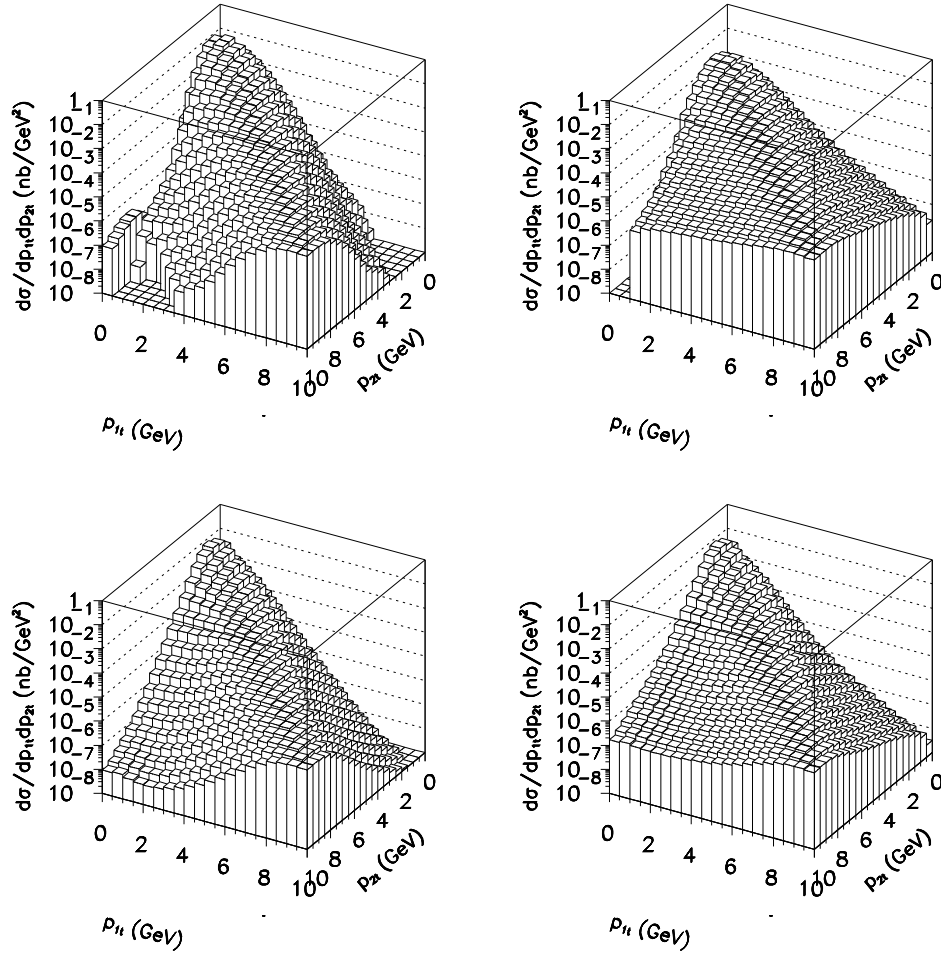 dσ/dp₁ₜdp₂ₜ (nb/GeV²)
1
10⁻¹
10⁻²
10⁻³
10⁻⁴
10⁻⁵
10⁻⁶
10⁻⁷
10⁻⁸
0 2 4 6 8 10
0 2 4 6 8 10
p₂ₜ (GeV)
p₁ₜ (GeV)
dσ/dp₁ₜdp₂ₜ (nb/GeV²)
1
10⁻¹
10⁻²
10⁻³
10⁻⁴
10⁻⁵
10⁻⁶
10⁻⁷
10⁻⁸
0 2 4 6 8 10
0 2 4 6 8 10
p₂ₜ (GeV)
p₁ₜ (GeV)
dσ/dp₁ₜdp₂ₜ (nb/GeV²)
1
10⁻¹
10⁻²
10⁻³
10⁻⁴
10⁻⁵
10⁻⁶
10⁻⁷
10⁻⁸
0 2 4 6 8 10
0 2 4 6 8 10
p₂ₜ (GeV)
p₁ₜ (GeV)
dσ/dp₁ₜdp₂ₜ (nb/GeV²)
1
10⁻¹
10⁻²
10⁻³
10⁻⁴
10⁻⁵
10⁻⁶
10⁻⁷
10⁻⁸
0 2 4 6 8 10
0 2 4 6 8 10
p₂ₜ (GeV)
p₁ₜ (GeV)